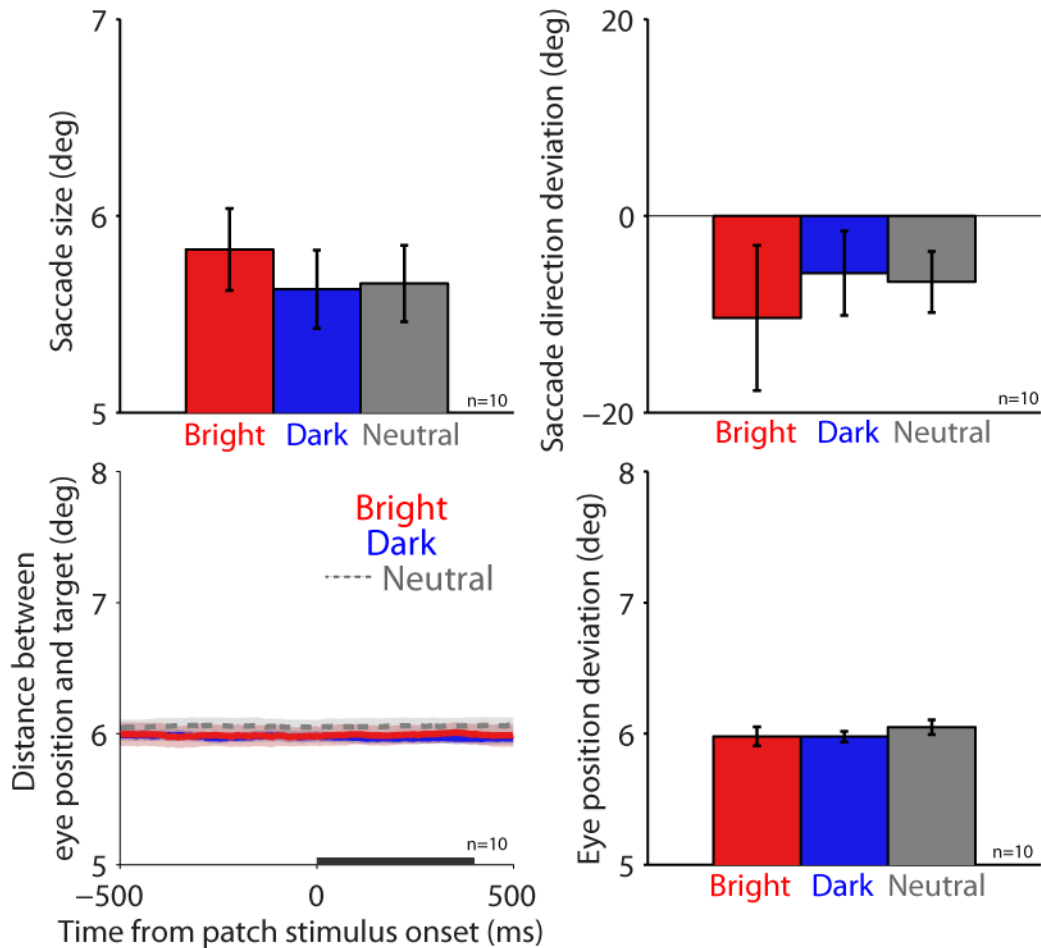 7
6
5
Saccade size (deg)
Bright Dark Neutral
n=10
20
0
−20
Saccade direction deviation (deg)
Bright Dark Neutral
n=10
8
7
6
5
Distance between
eye position and target (deg)
Bright
Dark
Neutral
n=10
−500 0 500
Time from patch stimulus onset (ms)
8
7
6
5
Eye position deviation (deg)
Bright Dark Neutral
n=10